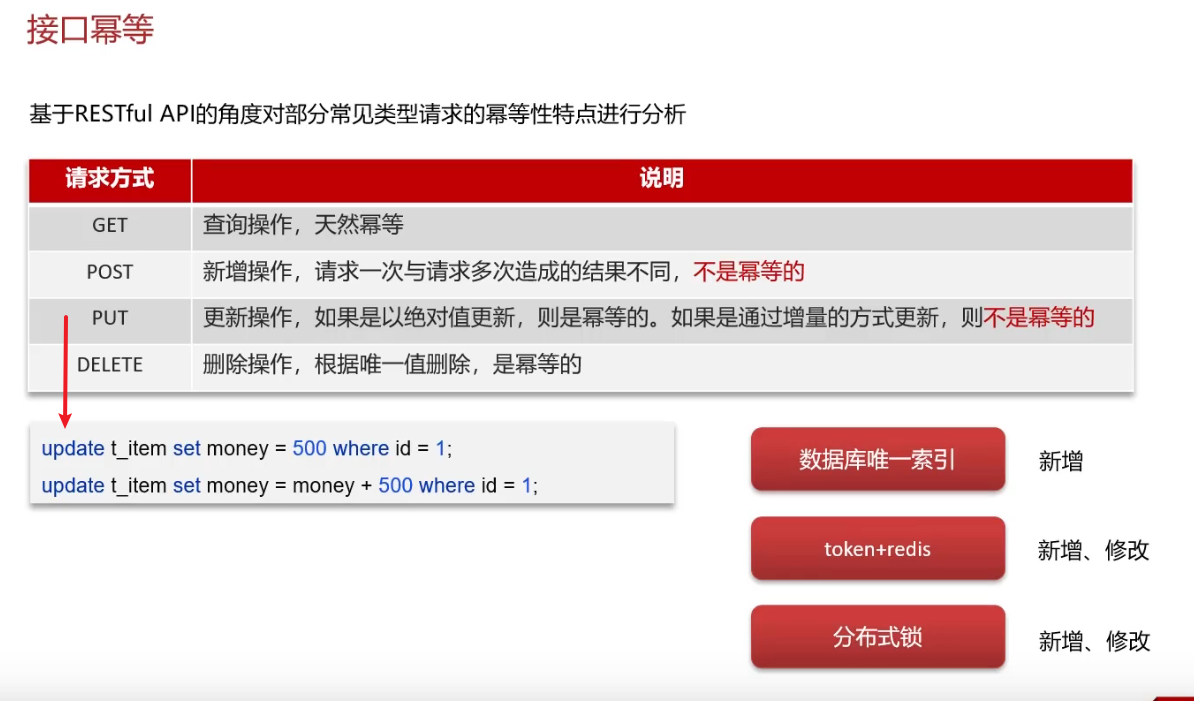 接口幂等
基于RESTful API的角度对部分常见类型请求的幂等性特点进行分析
请求方式 说明
GET 查询操作，天然幂等
POST 新增操作，请求一次与请求多次造成的结果不同，不是幂等的
PUT 更新操作，如果是以绝对值更新，则是幂等的。如果是通过增量的方式更新，则不是幂等的
DELETE 删除操作，根据唯一值删除，是幂等的
update t_item set money = 500 where id = 1;
update t_item set money = money + 500 where id = 1;
数据库唯一索引 新增
token+redis 新增、修改
分布式锁 新增、修改